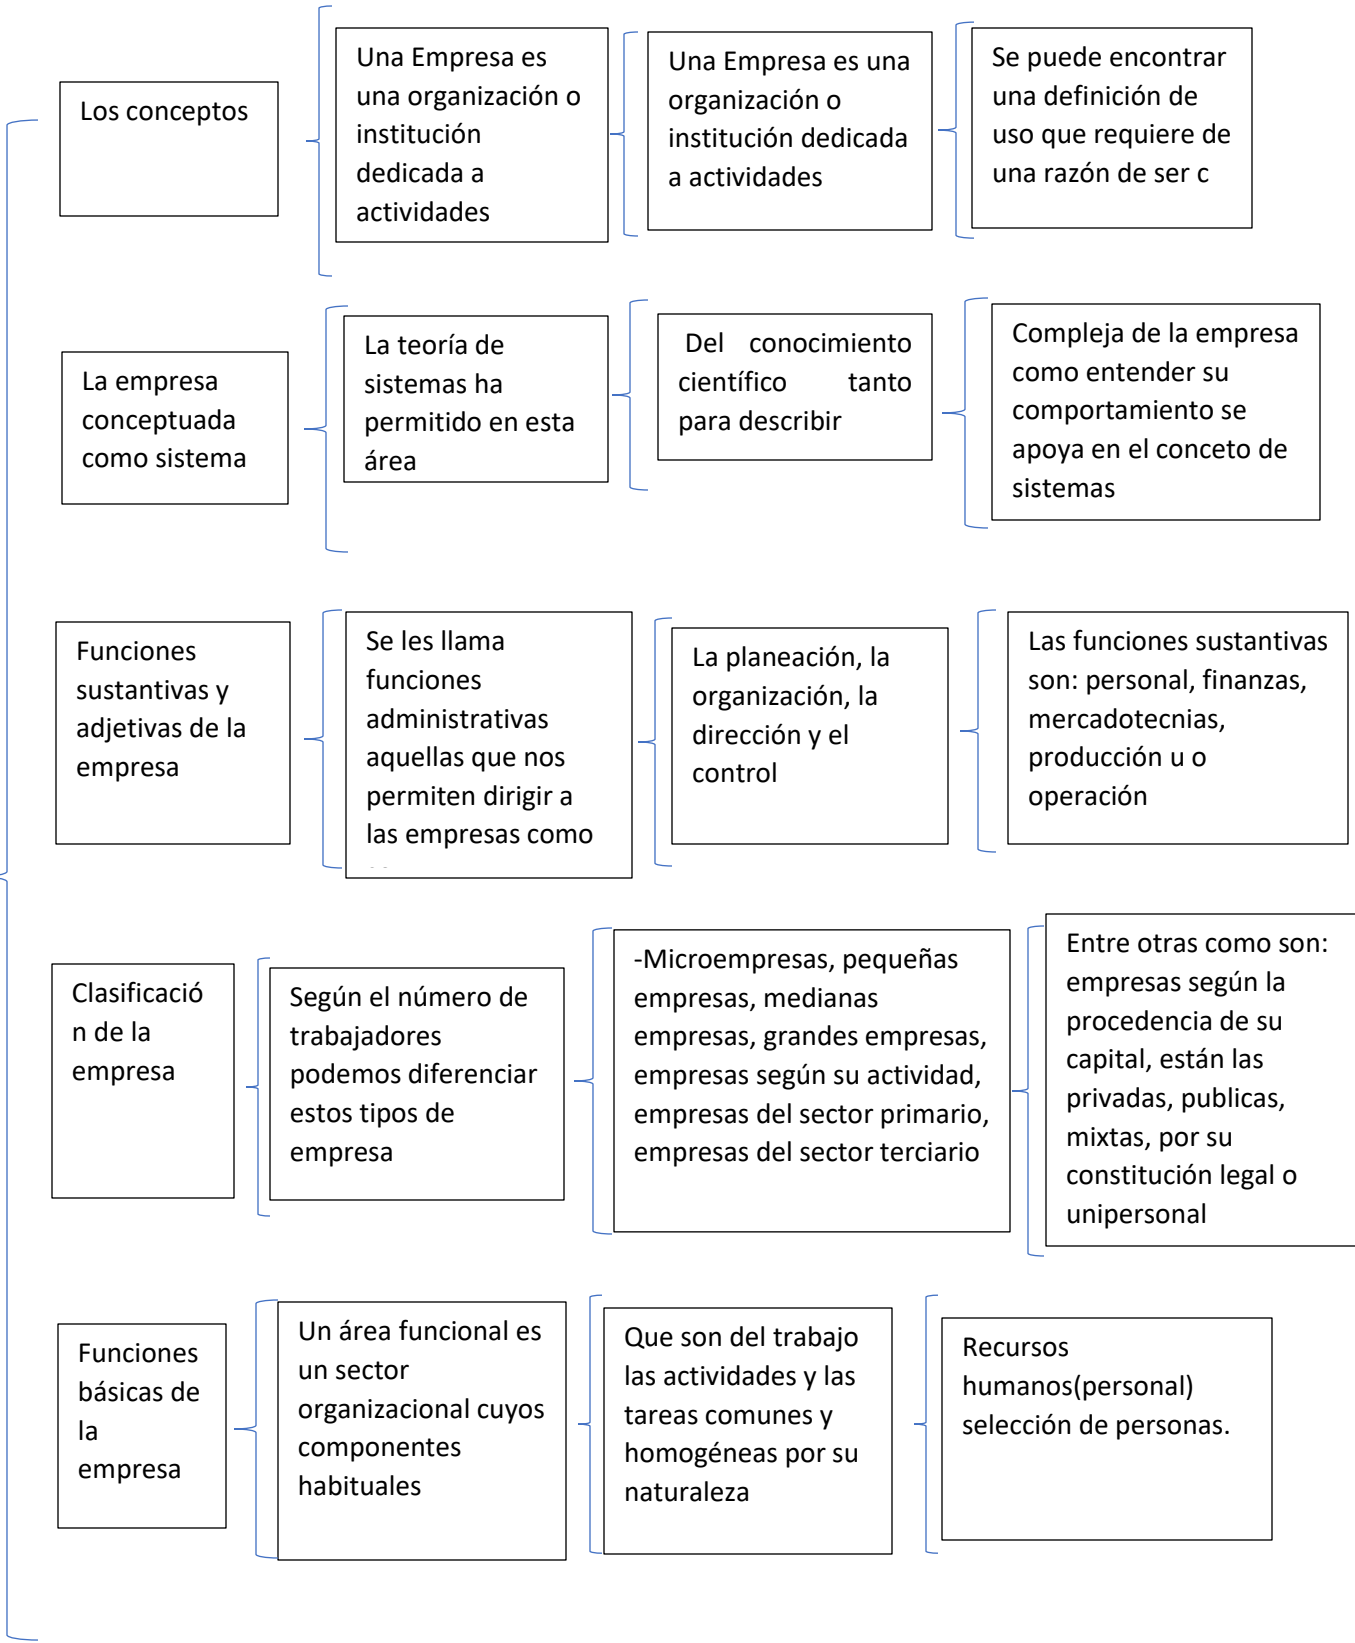 Los conceptos
Una Empresa es
una organización o
institución
dedicada a
actividades
Una Empresa es una
organización o
institución dedicada
a actividades
Se puede encontrar
una definición de
uso que requiere de
una razón de ser c
La empresa
conceptuada
como sistema
La teoría de
sistemas ha
permitido en esta
área
Del conocimiento
científico tanto
para describir
Compleja de la empresa
como entender su
comportamiento se
apoya en el conceto de
sistemas
Funciones
sustantivas y
adjetivas de la
empresa
Se les llama
funciones
administrativas
aquellas que nos
permiten dirigir a
las empresas como
La planeación, la
organización, la
dirección y el
control
Las funciones sustantivas
son: personal, finanzas,
mercadotecnias,
producción u o
operación
Clasificació
n de la
empresa
Según el número de
trabajadores
podemos diferenciar
estos tipos de
empresa
-Microempresas, pequeñas
empresas, medianas
empresas, grandes empresas,
empresas según su actividad,
empresas del sector primario,
empresas del sector terciario
Entre otras como son:
empresas según la
procedencia de su
capital, están las
privadas, publicas,
mixtas, por su
constitución legal o
unipersonal
Funciones
básicas de
la
empresa
Un área funcional es
un sector
organizacional cuyos
componentes
habituales
Que son del trabajo
las actividades y las
tareas comunes y
homogéneas por su
naturaleza
Recursos
humanos(personal)
selección de personas.